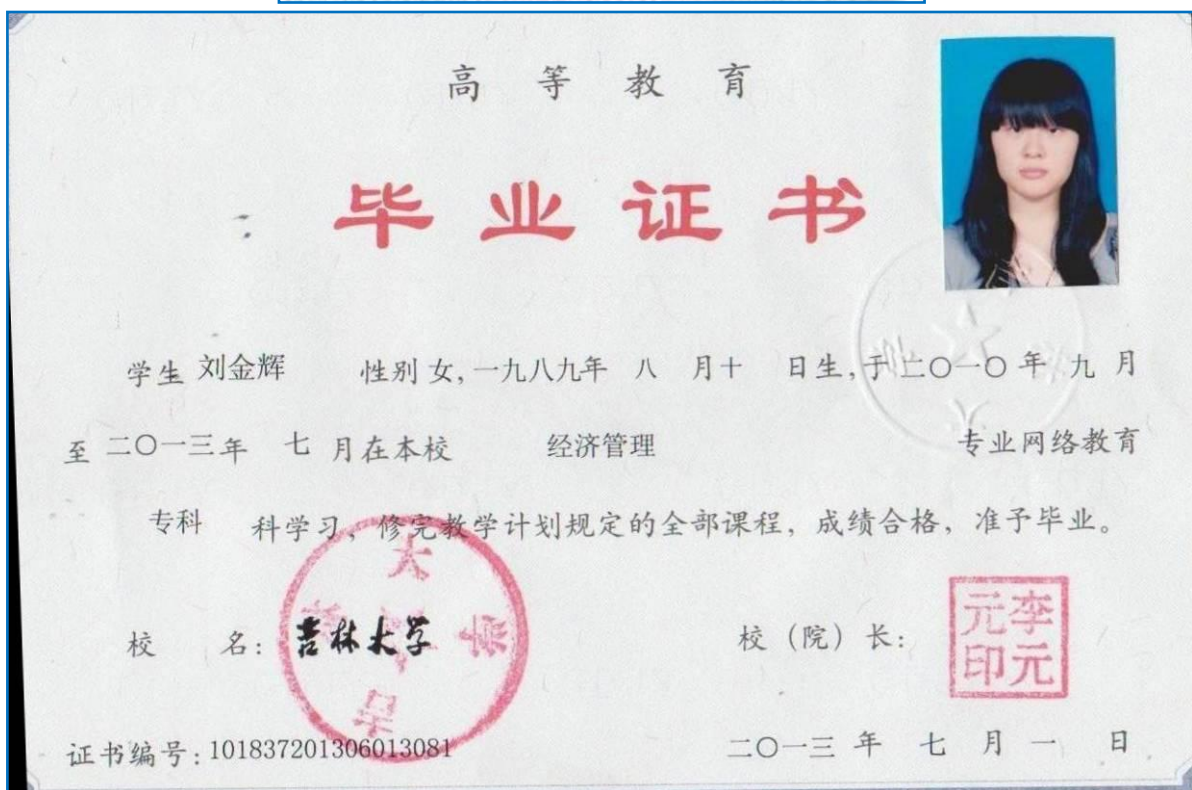 高等教育
毕业证书
学生 刘金辉 性别 女, 一九八九年 八 月十 日生, 于二〇一〇年 九 月
至 二〇一三年 七 月在本校 经济管理 专业网络教育
专科 科学习, 修完教学计划规定的全部课程, 成绩合格, 准予毕业。
校 名: 吉林大学 校 (院) 长: 李元元印
证书编号: 101837201306013081 二〇一三 年 七 月 一 日